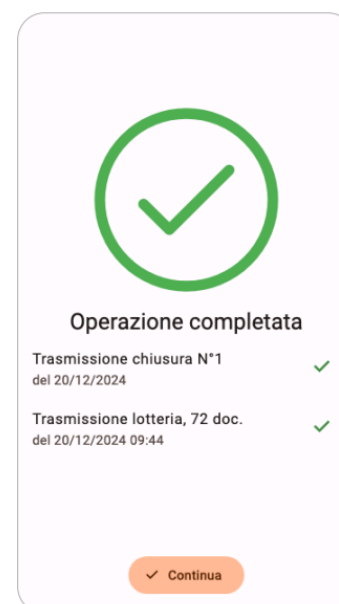 Operazione completata
Trasmissione chiusura N°1
del 20/12/2024
Trasmissione lotteria, 72 doc.
del 20/12/2024 09:44
Continua